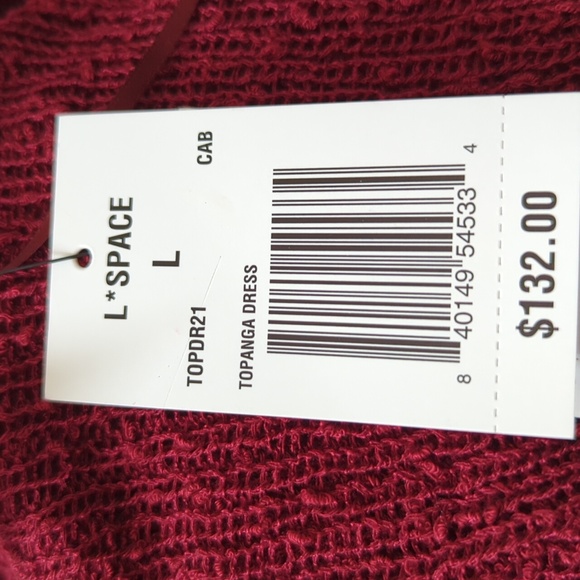 L*SPACE
L
TOPDR21 CAB
TOPANGA DRESS
8 40149 54533 4
$132.00